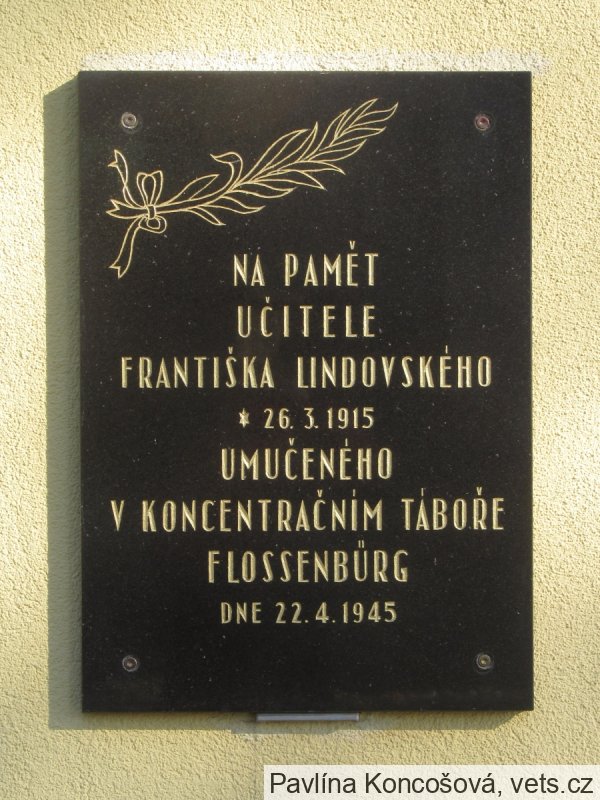 NA PAMĚT
UČITELE
FRANTIŠKA LINDOVSKÉHO
* 26. 3. 1915
UMUČENÉHO
V KONCENTRAČNÍM TÁBOŘE
FLOSSENBÜRG
DNE 22. 4. 1945
Pavlína Koncošová, vets.cz